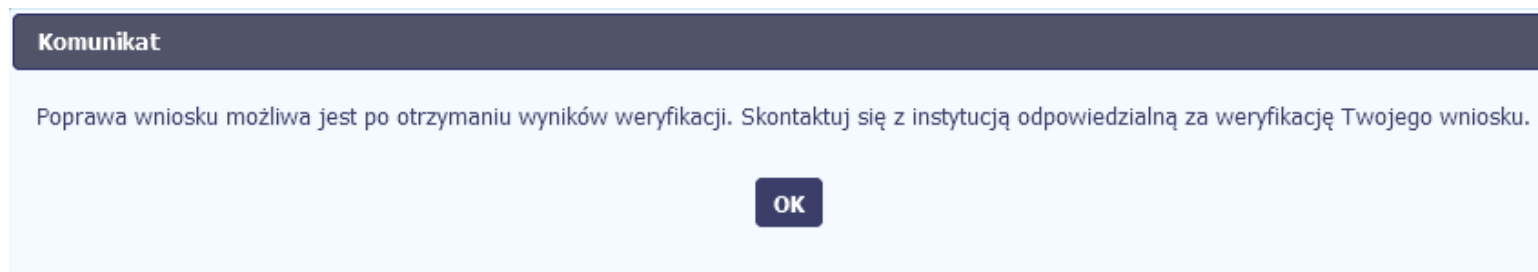 Komunikat
Poprawa wniosku możliwa jest po otrzymaniu wyników weryfikacji. Skontaktuj się z instytucją odpowiedzialną za weryfikację Twojego wniosku.
OK